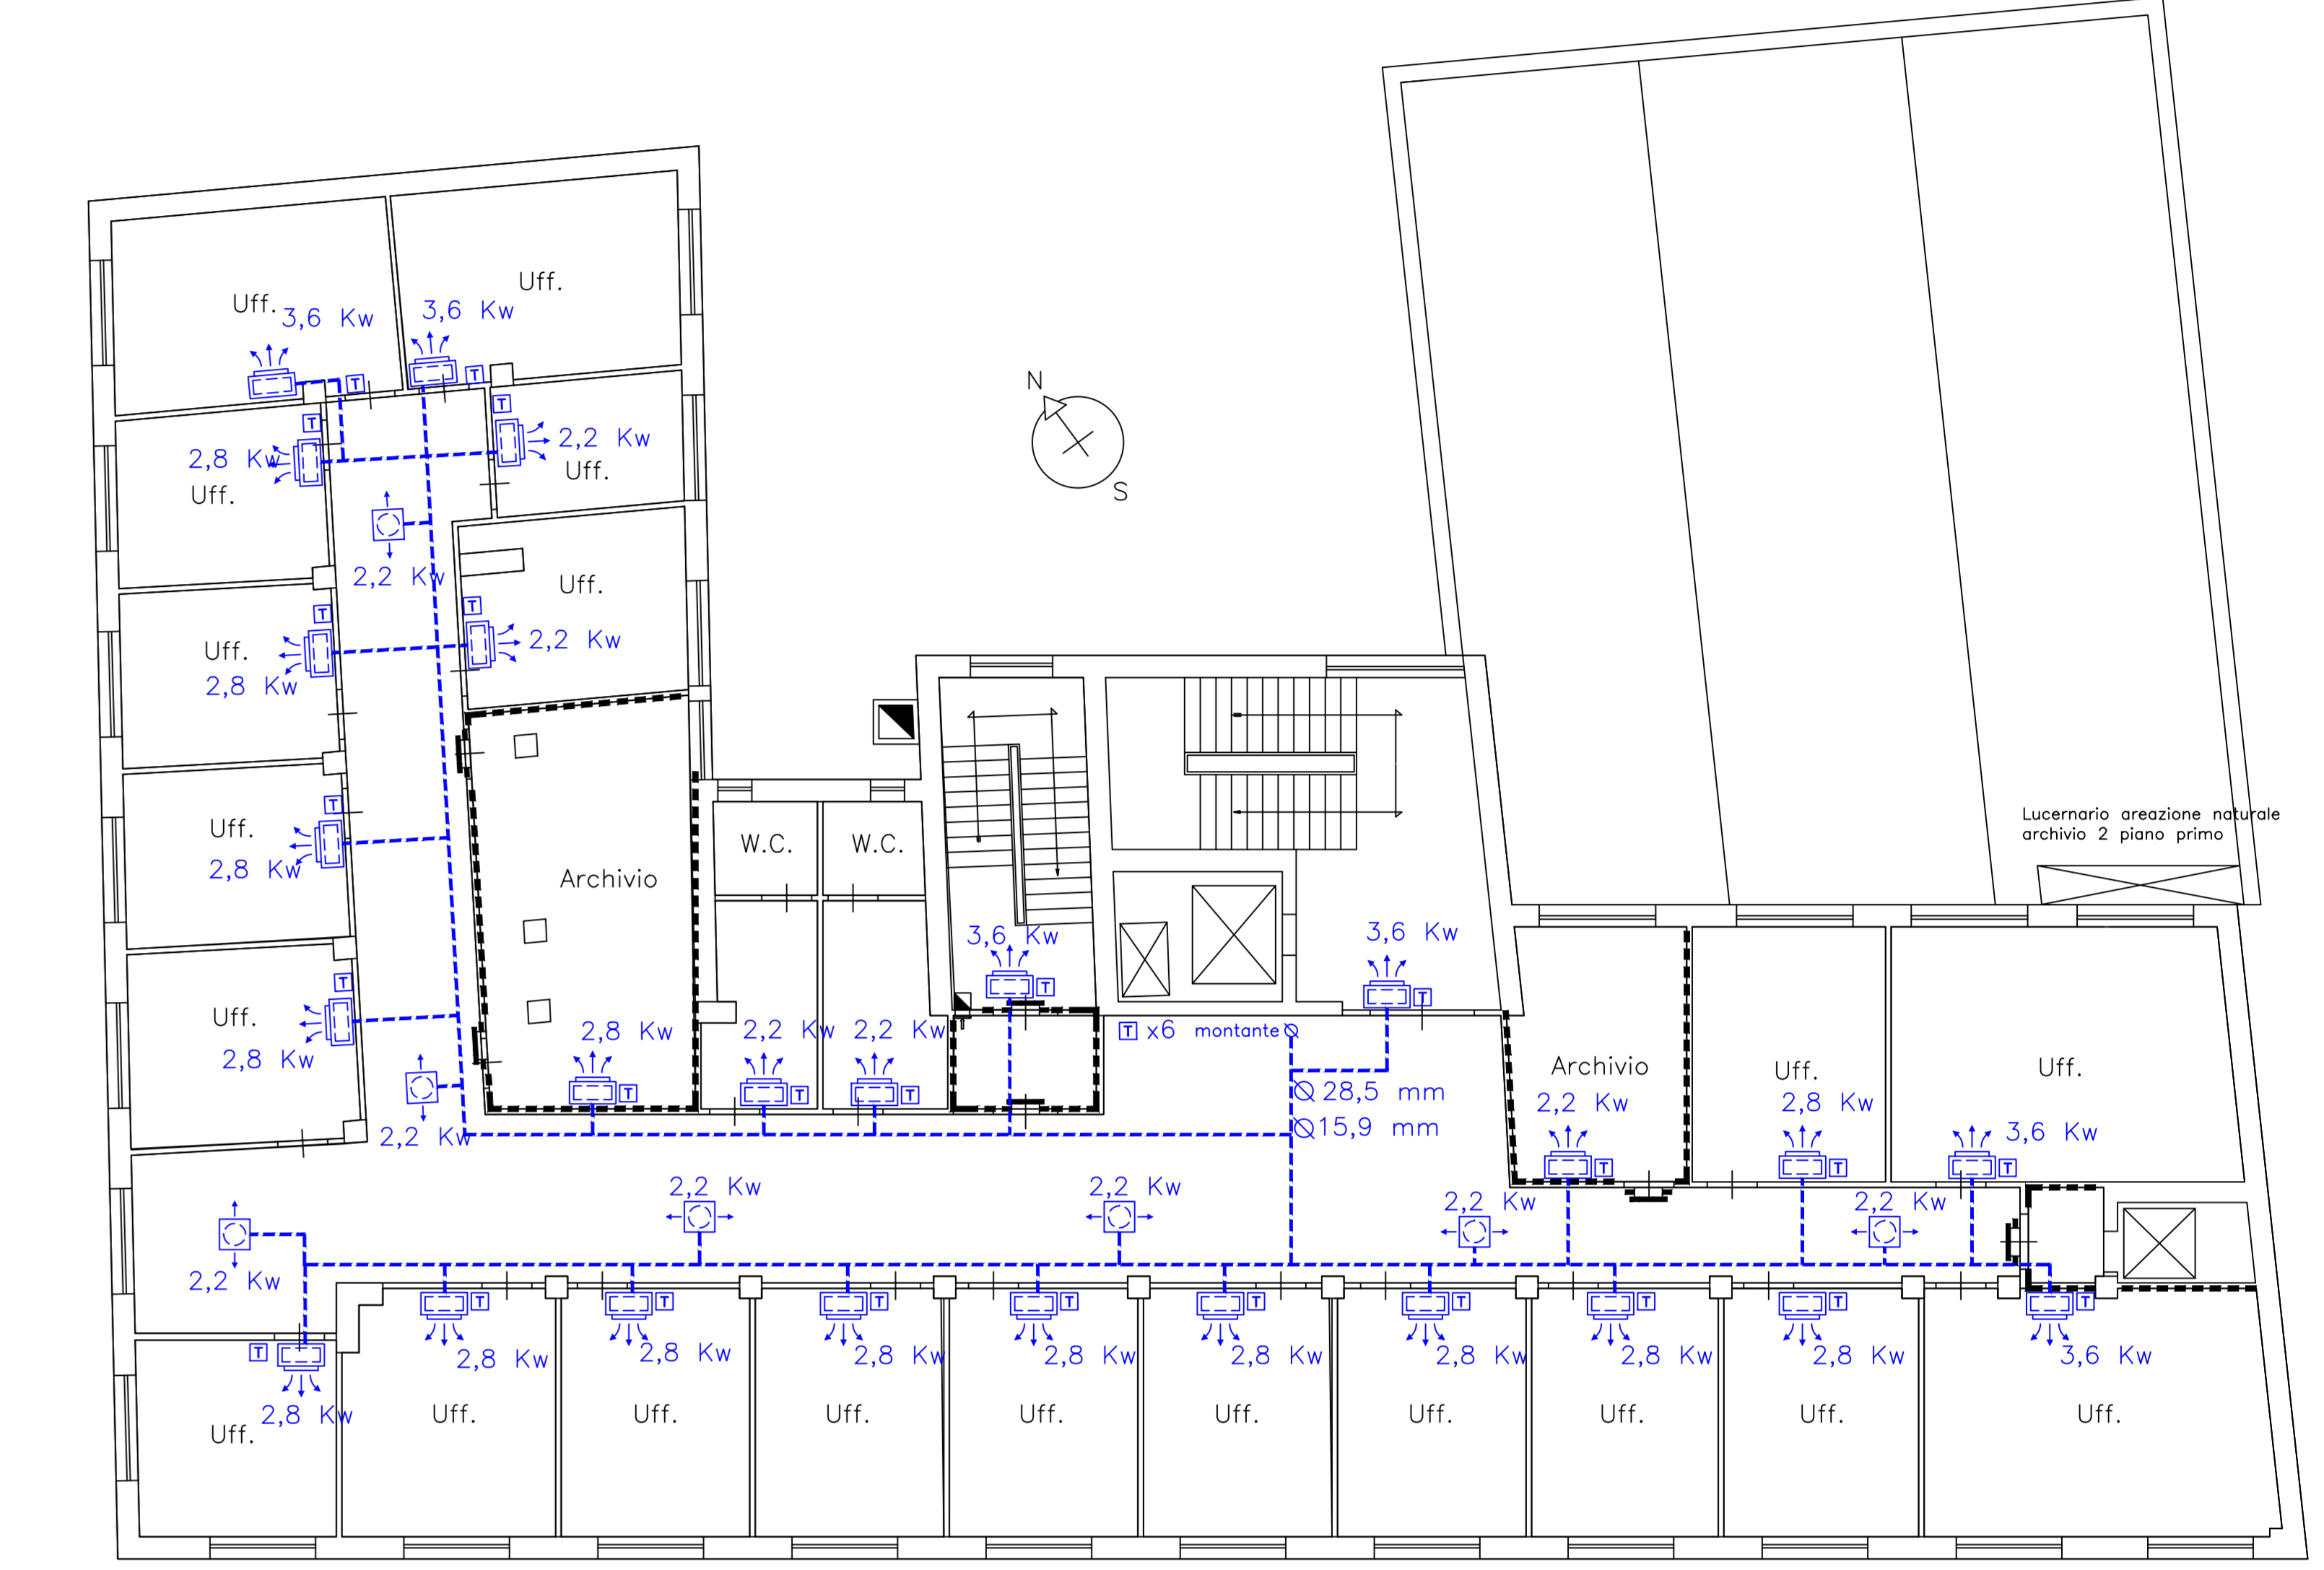 Uff.
3,6 Kw
3,6 Kw
Uff.
T
T
N
S
T
2,8 Kw
Uff.
T
2,2 Kw
Uff.
2,2 Kw
Uff.
T
2,2 Kw
T
Uff.
2,8 Kw
T
Uff.
2,8 Kw
Archivio
W.C.
W.C.
Lucernario areazione naturale
archivio 2 piano primo
T
Uff.
2,8 Kw
2,2 Kw
2,8 Kw
T
2,2 Kw
T
2,2 Kw
T
3,6 Kw
T
3,6 Kw
T
T x6 montante Ø
Ø 28,5 mm
Ø 15,9 mm
Archivio
2,2 Kw
T
Uff.
2,8 Kw
T
Uff.
3,6 Kw
T
2,2 Kw
2,2 Kw
2,2 Kw
2,2 Kw
2,2 Kw
T
2,8 Kw
Uff.
T
2,8 Kw
Uff.
T
2,8 Kw
Uff.
T
2,8 Kw
Uff.
T
2,8 Kw
Uff.
T
2,8 Kw
Uff.
T
2,8 Kw
Uff.
T
2,8 Kw
Uff.
T
2,8 Kw
Uff.
T
3,6 Kw
Uff.